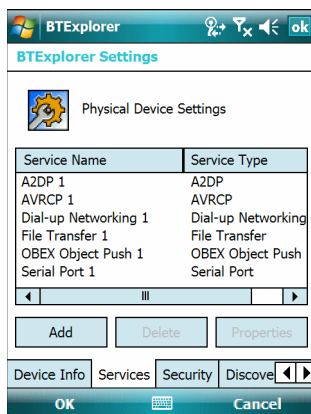 BTExplorer ok
BTExplorer Settings
Physical Device Settings
Service Name Service Type
A2DP 1 A2DP
AVRCP 1 AVRCP
Dial-up Networking 1 Dial-up Networking
File Transfer 1 File Transfer
OBEX Object Push 1 OBEX Object Push
Serial Port 1 Serial Port
Add Delete Properties
Device Info Services Security Discove
OK Cancel